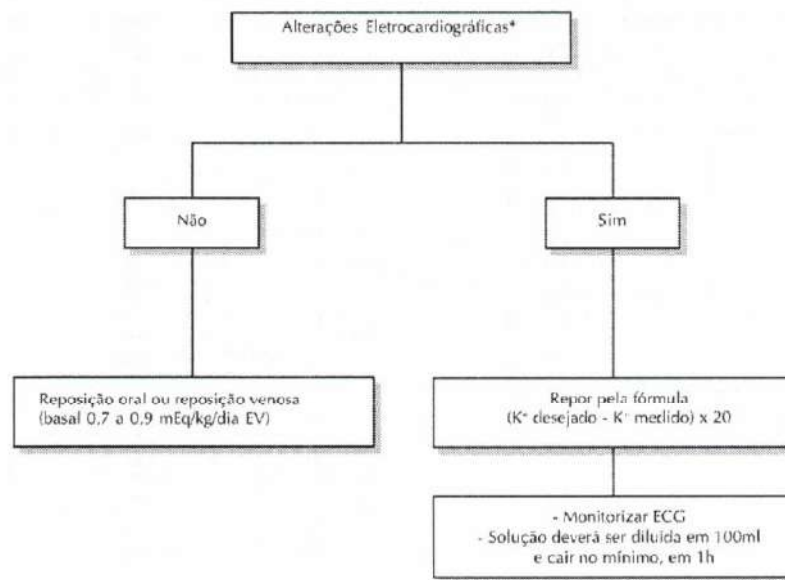 Alterações Eletrocardiográficas*
Não
Sim
Reposição oral ou reposição venosa
(basal 0,7 a 0,9 mEq/kg/dia EV)
Repor pela fórmula
(K⁺ desejado - K⁺ medido) x 20
- Monitorizar ECG
- Solução deverá ser diluída em 100ml
e cair no mínimo, em 1h